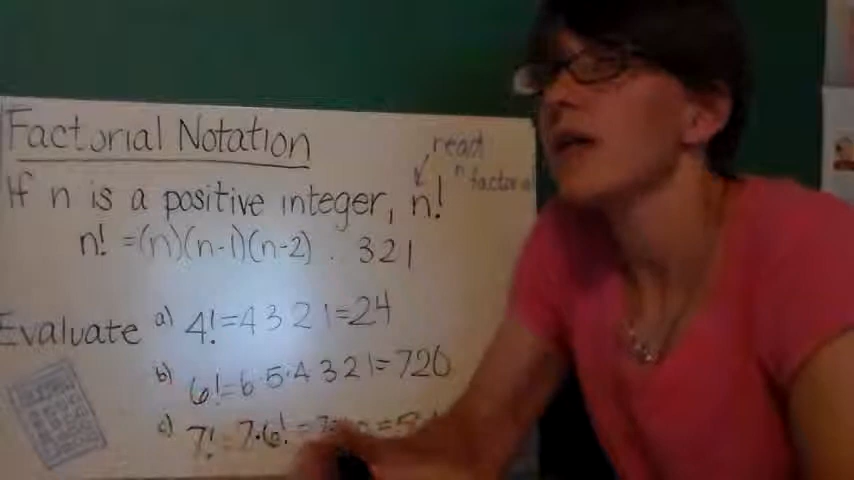 Factorial Notation
read
If n is a positive integer, n!
n factorial
n! =(n)(n-1)(n-2) . 3 2 1
Evaluate a) 4!=4 3 2 1=24
b) 6!=6·5·4 3 2 1=720
c) 7!=7·6!=